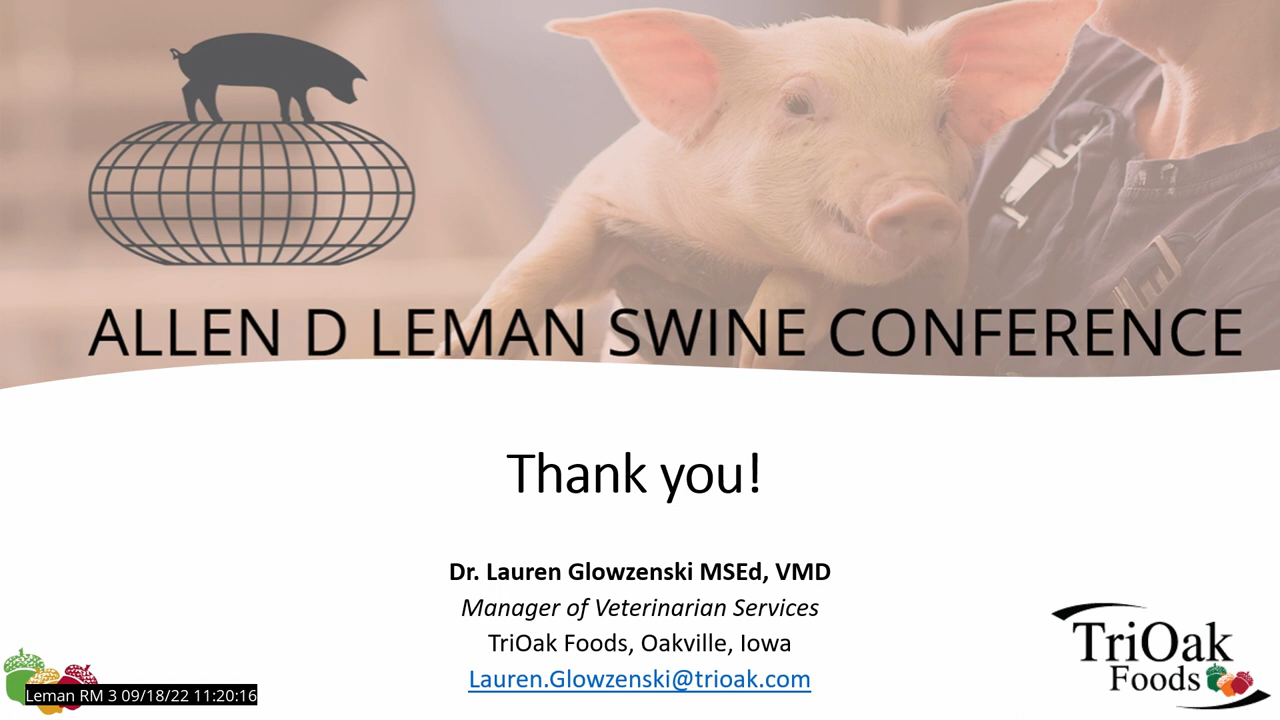 ALLEN D LEMAN SWINE CONFERENCE
Thank you!
Dr. Lauren Glowzenski MSEd, VMD
Manager of Veterinarian Services
TriOak Foods, Oakville, Iowa
Lauren.Glowzenski@trioak.com
TriOak
Foods
Leman RM 3 09/18/22 11:20:16